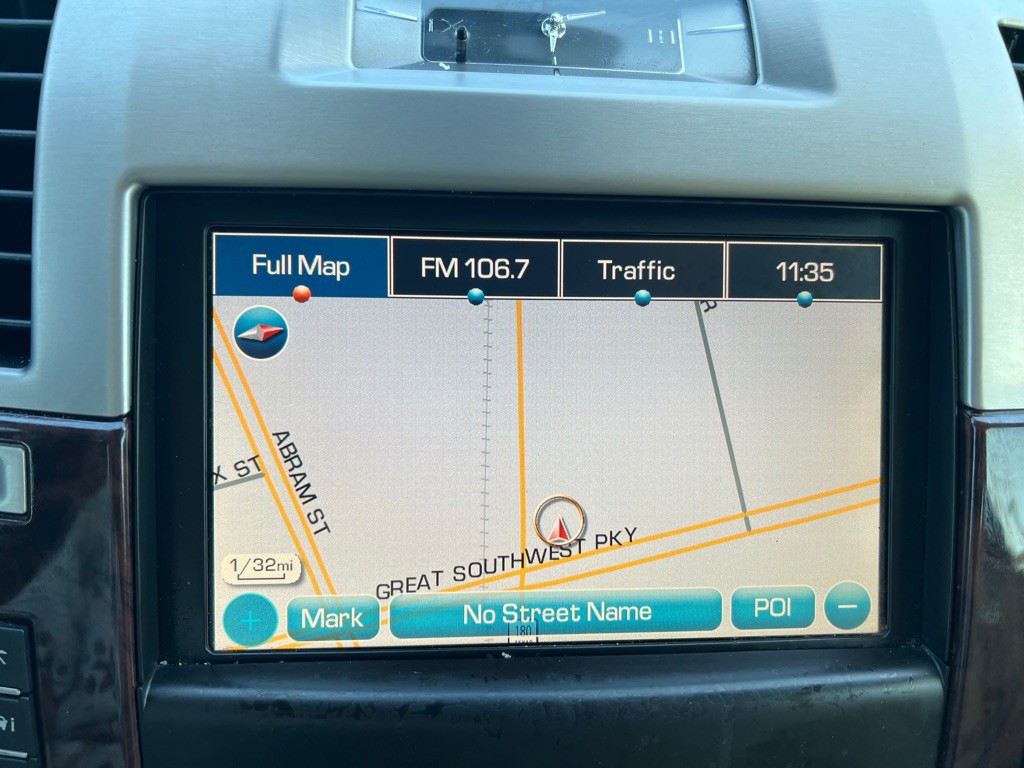 Full Map
FM 106.7
Traffic
11:35
R
ABRAM ST
X ST
GREAT SOUTHWEST PKY
1/32mi
+
Mark
No Street Name
POI
−
180
i